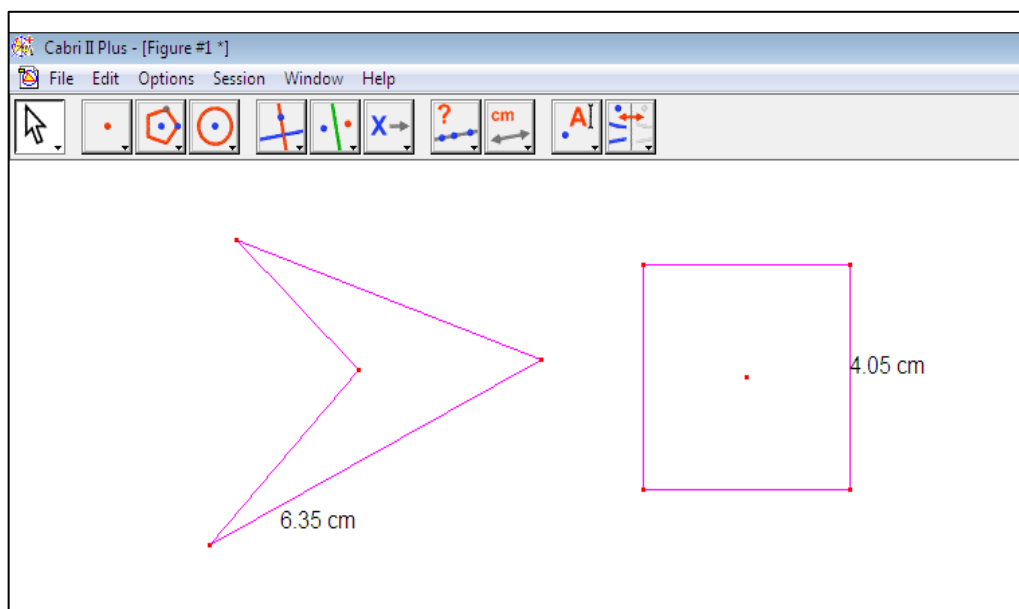 Cabri II Plus - [Figure #1 *]
File Edit Options Session Window Help
X ? cm A
4.05 cm
6.35 cm